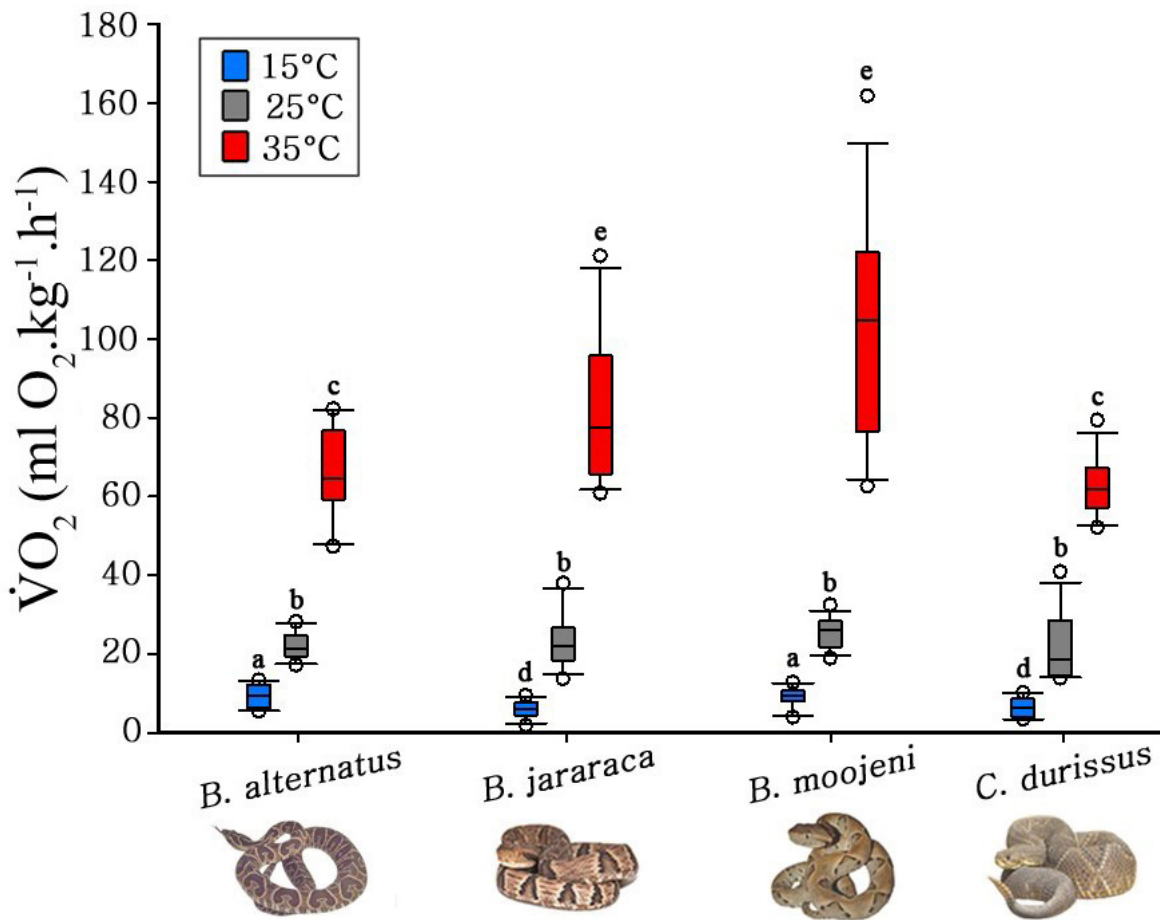 180
160
140
120
100
80
60
40
20
0
V̇O₂ (ml O₂.kg⁻¹.h⁻¹)
15°C
25°C
35°C
a
b
c
d
b
e
a
b
e
d
b
c
B. alternatus
B. jararaca
B. moojeni
C. durissus